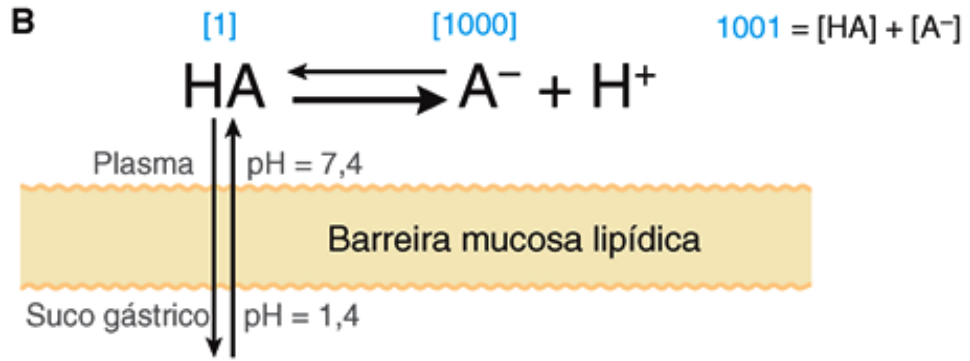 B
[1] [1000] 1001 = [HA] + [A⁻]
HA A⁻ + H⁺
Plasma pH = 7,4
Barreira mucosa lipídica
Suco gástrico pH = 1,4